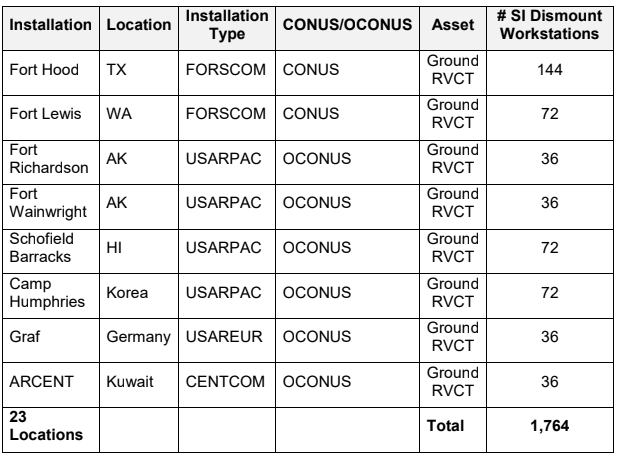 Installation Location Installation Type CONUS/OCONUS Asset # SI Dismount Workstations
Fort Hood TX FORSCOM CONUS Ground RVCT 144
Fort Lewis WA FORSCOM CONUS Ground RVCT 72
Fort Richardson AK USARPAC OCONUS Ground RVCT 36
Fort Wainwright AK USARPAC OCONUS Ground RVCT 36
Schofield Barracks HI USARPAC OCONUS Ground RVCT 72
Camp Humphries Korea USARPAC OCONUS Ground RVCT 72
Graf Germany USAREUR OCONUS Ground RVCT 36
ARCENT Kuwait CENTCOM OCONUS Ground RVCT 36
23 Locations Total 1,764